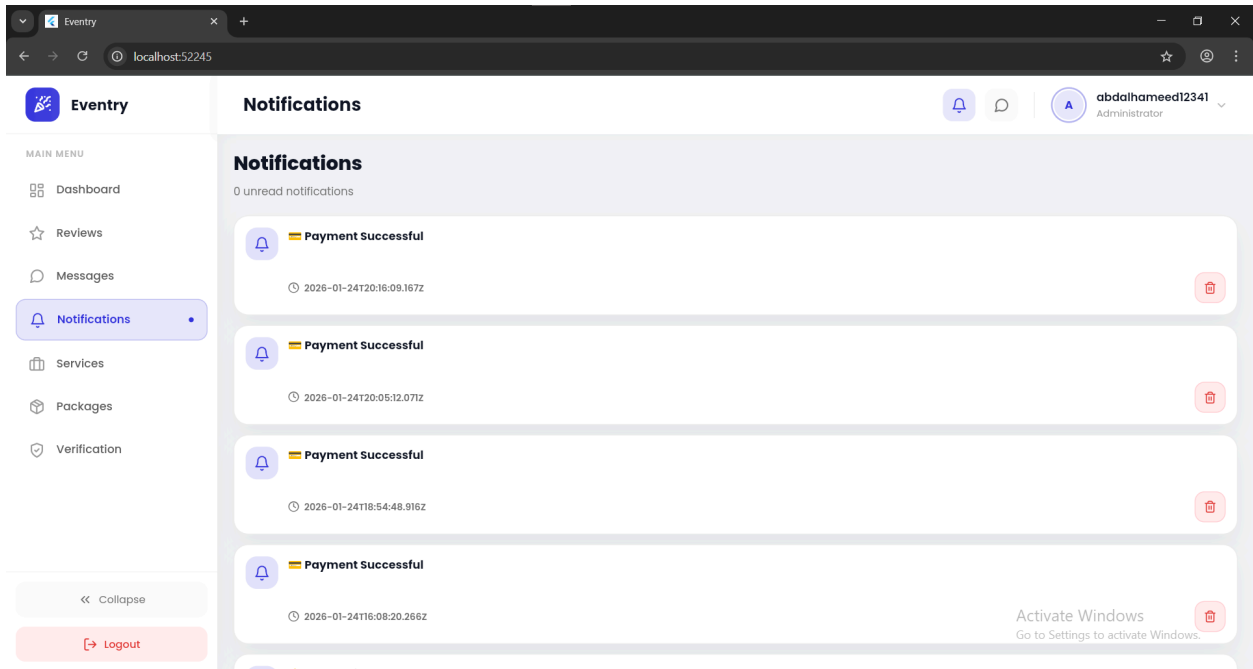 Eventry
localhost:52245
Eventry
Notifications
A
abdalhameed12341
Administrator
MAIN MENU
Dashboard
Reviews
Messages
Notifications
Services
Packages
Verification
Collapse
Logout
Notifications
0 unread notifications
Payment Successful
2026-01-24T20:16:09.167Z
Payment Successful
2026-01-24T20:05:12.071Z
Payment Successful
2026-01-24T18:54:48.916Z
Payment Successful
2026-01-24T16:08:20.266Z
Activate Windows
Go to Settings to activate Windows.